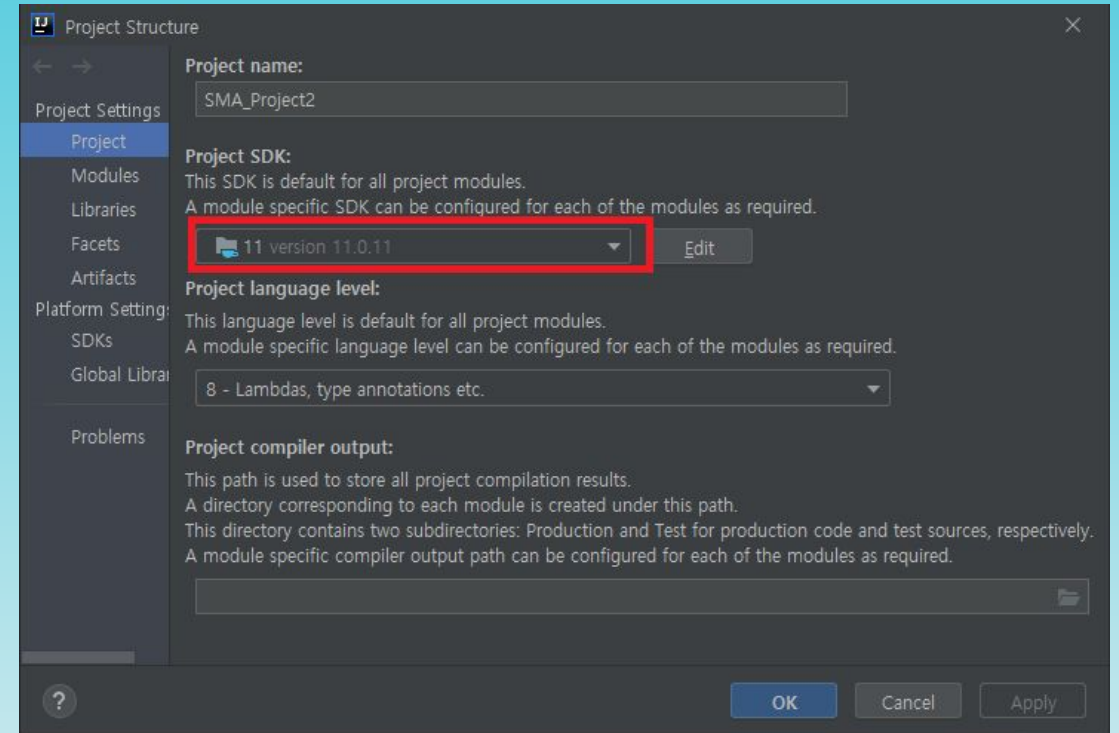 IJ Project Structure
Project name:
SMA_Project2
Project Settings
Project
Modules
Libraries
Facets
Artifacts
Platform Setting
SDKs
Global Librar
Problems
Project SDK:
This SDK is default for all project modules.
A module specific SDK can be configured for each of the modules as required.
11 version 11.0.11
Edit
Project language level:
This language level is default for all project modules.
A module specific language level can be configured for each of the modules as required.
8 - Lambdas, type annotations etc.
Project compiler output:
This path is used to store all project compilation results.
A directory corresponding to each module is created under this path.
This directory contains two subdirectories: Production and Test for production code and test sources, respectively.
A module specific compiler output path can be configured for each of the modules as required.
?
OK
Cancel
Apply